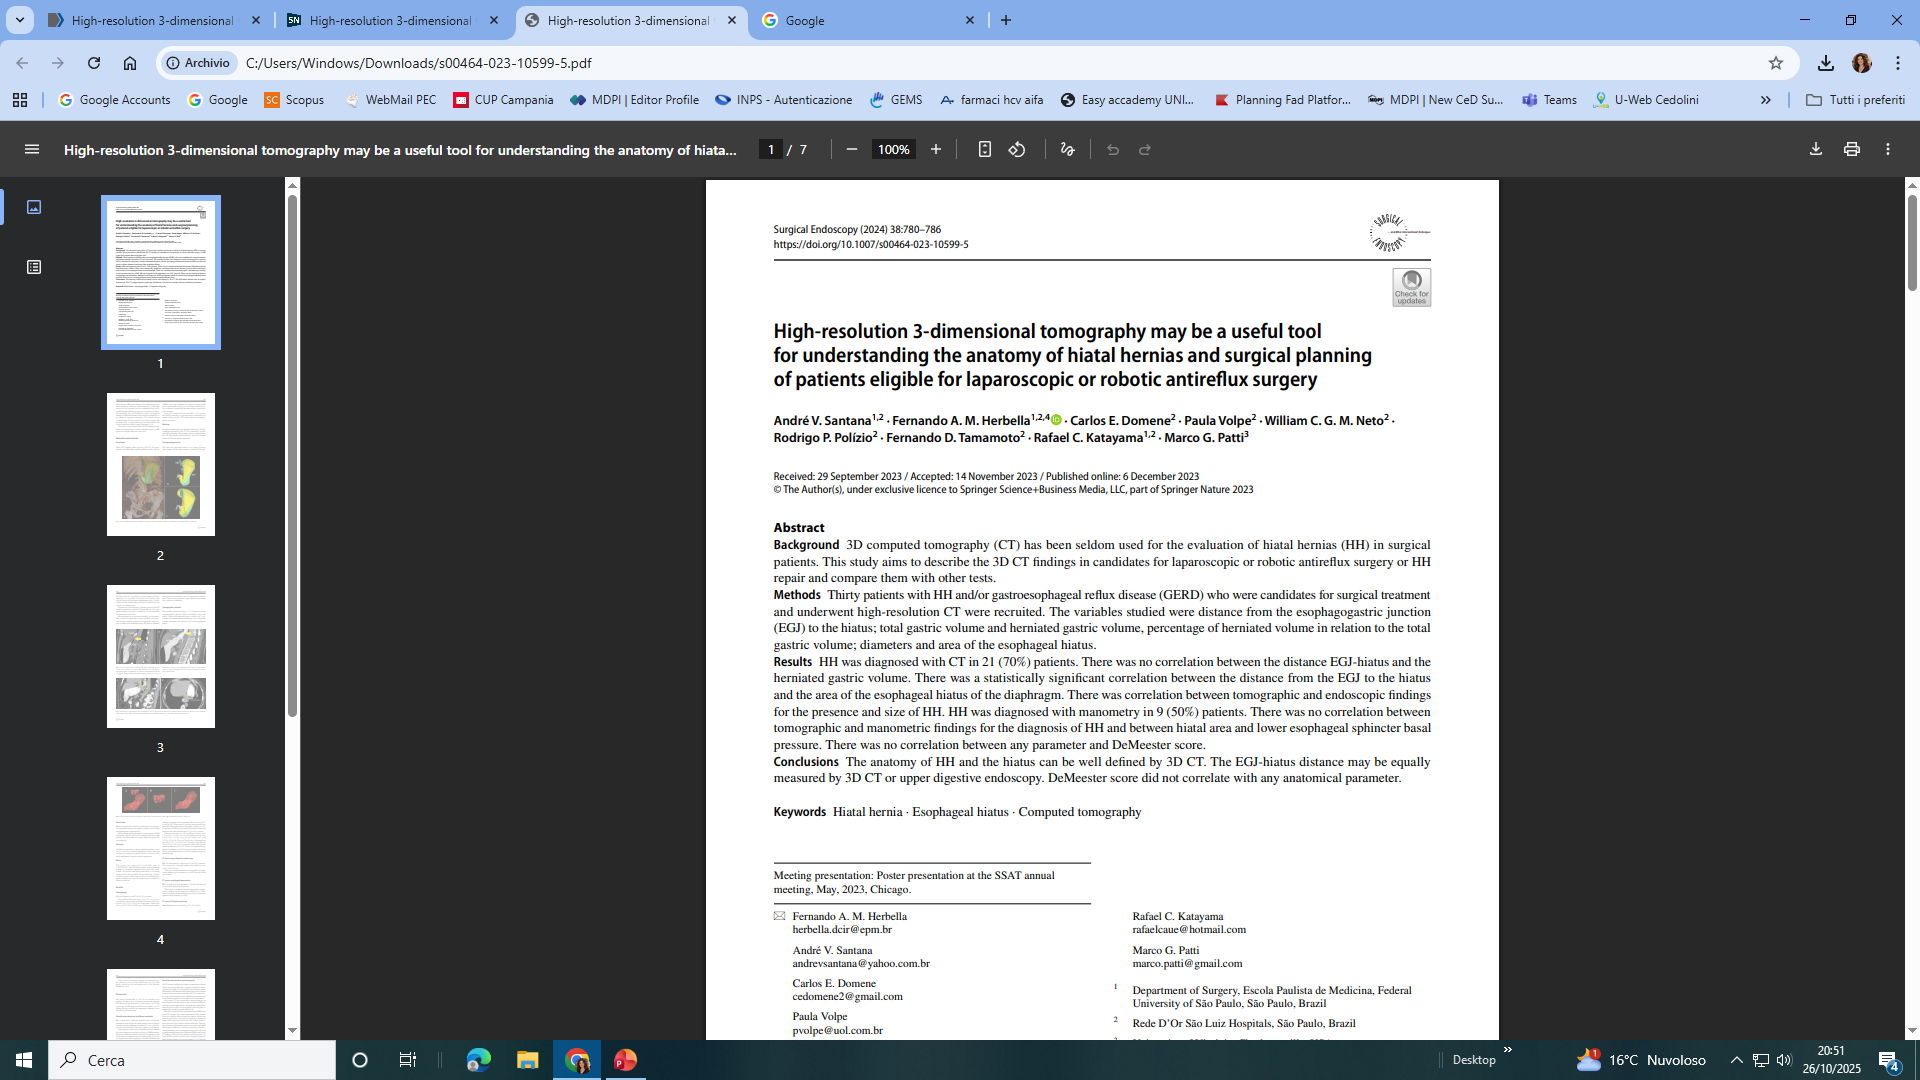 High-resolution 3-dimensional
High-resolution 3-dimensional
High-resolution 3-dimensional
Google
Archivio
C:/Users/Windows/Downloads/s00464-023-10599-5.pdf
Google Accounts
Google
Scopus
WebMail PEC
CUP Campania
MDPI | Editor Profile
INPS - Autenticazione
GEMS
farmaci hcv aifa
Easy accademy UNI...
Planning Fad Platfor...
MDPI | New CeD Su...
Teams
U-Web Cedolini
Tutti i preferiti
High-resolution 3-dimensional tomography may be a useful tool for understanding the anatomy of hiata...
1 / 7
100%
1
2
3
4
Surgical Endoscopy (2024) 38:780–786
https://doi.org/10.1007/s00464-023-10599-5
SURGICAL
ENDOSCOPY
Check for
updates
High-resolution 3-dimensional tomography may be a useful tool
for understanding the anatomy of hiatal hernias and surgical planning
of patients eligible for laparoscopic or robotic antireflux surgery
André V. Santana1,2 · Fernando A. M. Herbella1,2,4 · Carlos E. Domene2 · Paula Volpe2 · William C. G. M. Neto2 ·
Rodrigo P. Polízio2 · Fernando D. Tamamoto2 · Rafael C. Katayama1,2 · Marco G. Patti3
Received: 29 September 2023 / Accepted: 14 November 2023 / Published online: 6 December 2023
© The Author(s), under exclusive licence to Springer Science+Business Media, LLC, part of Springer Nature 2023
Abstract
Background 3D computed tomography (CT) has been seldom used for the evaluation of hiatal hernias (HH) in surgical
patients. This study aims to describe the 3D CT findings in candidates for laparoscopic or robotic antireflux surgery or HH
repair and compare them with other tests.
Methods Thirty patients with HH and/or gastroesophageal reflux disease (GERD) who were candidates for surgical treatment
and underwent high-resolution CT were recruited. The variables studied were distance from the esophagogastric junction
(EGJ) to the hiatus; total gastric volume and herniated gastric volume, percentage of herniated volume in relation to the total
gastric volume; diameters and area of the esophageal hiatus.
Results HH was diagnosed with CT in 21 (70%) patients. There was no correlation between the distance EGJ-hiatus and the
herniated gastric volume. There was a statistically significant correlation between the distance from the EGJ to the hiatus
and the area of the esophageal hiatus of the diaphragm. There was correlation between tomographic and endoscopic findings
for the presence and size of HH. HH was diagnosed with manometry in 9 (50%) patients. There was no correlation between
tomographic and manometric findings for the diagnosis of HH and between hiatal area and lower esophageal sphincter basal
pressure. There was no correlation between any parameter and DeMeester score.
Conclusions The anatomy of HH and the hiatus can be well defined by 3D CT. The EGJ-hiatus distance may be equally
measured by 3D CT or upper digestive endoscopy. DeMeester score did not correlate with any anatomical parameter.
Keywords Hiatal hernia · Esophageal hiatus · Computed tomography
Meeting presentation: Poster presentation at the SSAT annual
meeting, May, 2023, Chicago.
Fernando A. M. Herbella
herbella.dcir@epm.br
André V. Santana
andrevsantana@yahoo.com.br
Carlos E. Domene
cedomene2@gmail.com
Paula Volpe
pvolpe@uol.com.br
Rafael C. Katayama
rafaelcaue@hotmail.com
Marco G. Patti
marco.patti@gmail.com
1 Department of Surgery, Escola Paulista de Medicina, Federal
University of São Paulo, São Paulo, Brazil
2 Rede D'Or São Luiz Hospitals, São Paulo, Brazil
Cerca
Desktop
16°C Nuvoloso
20:51
26/10/2025
4